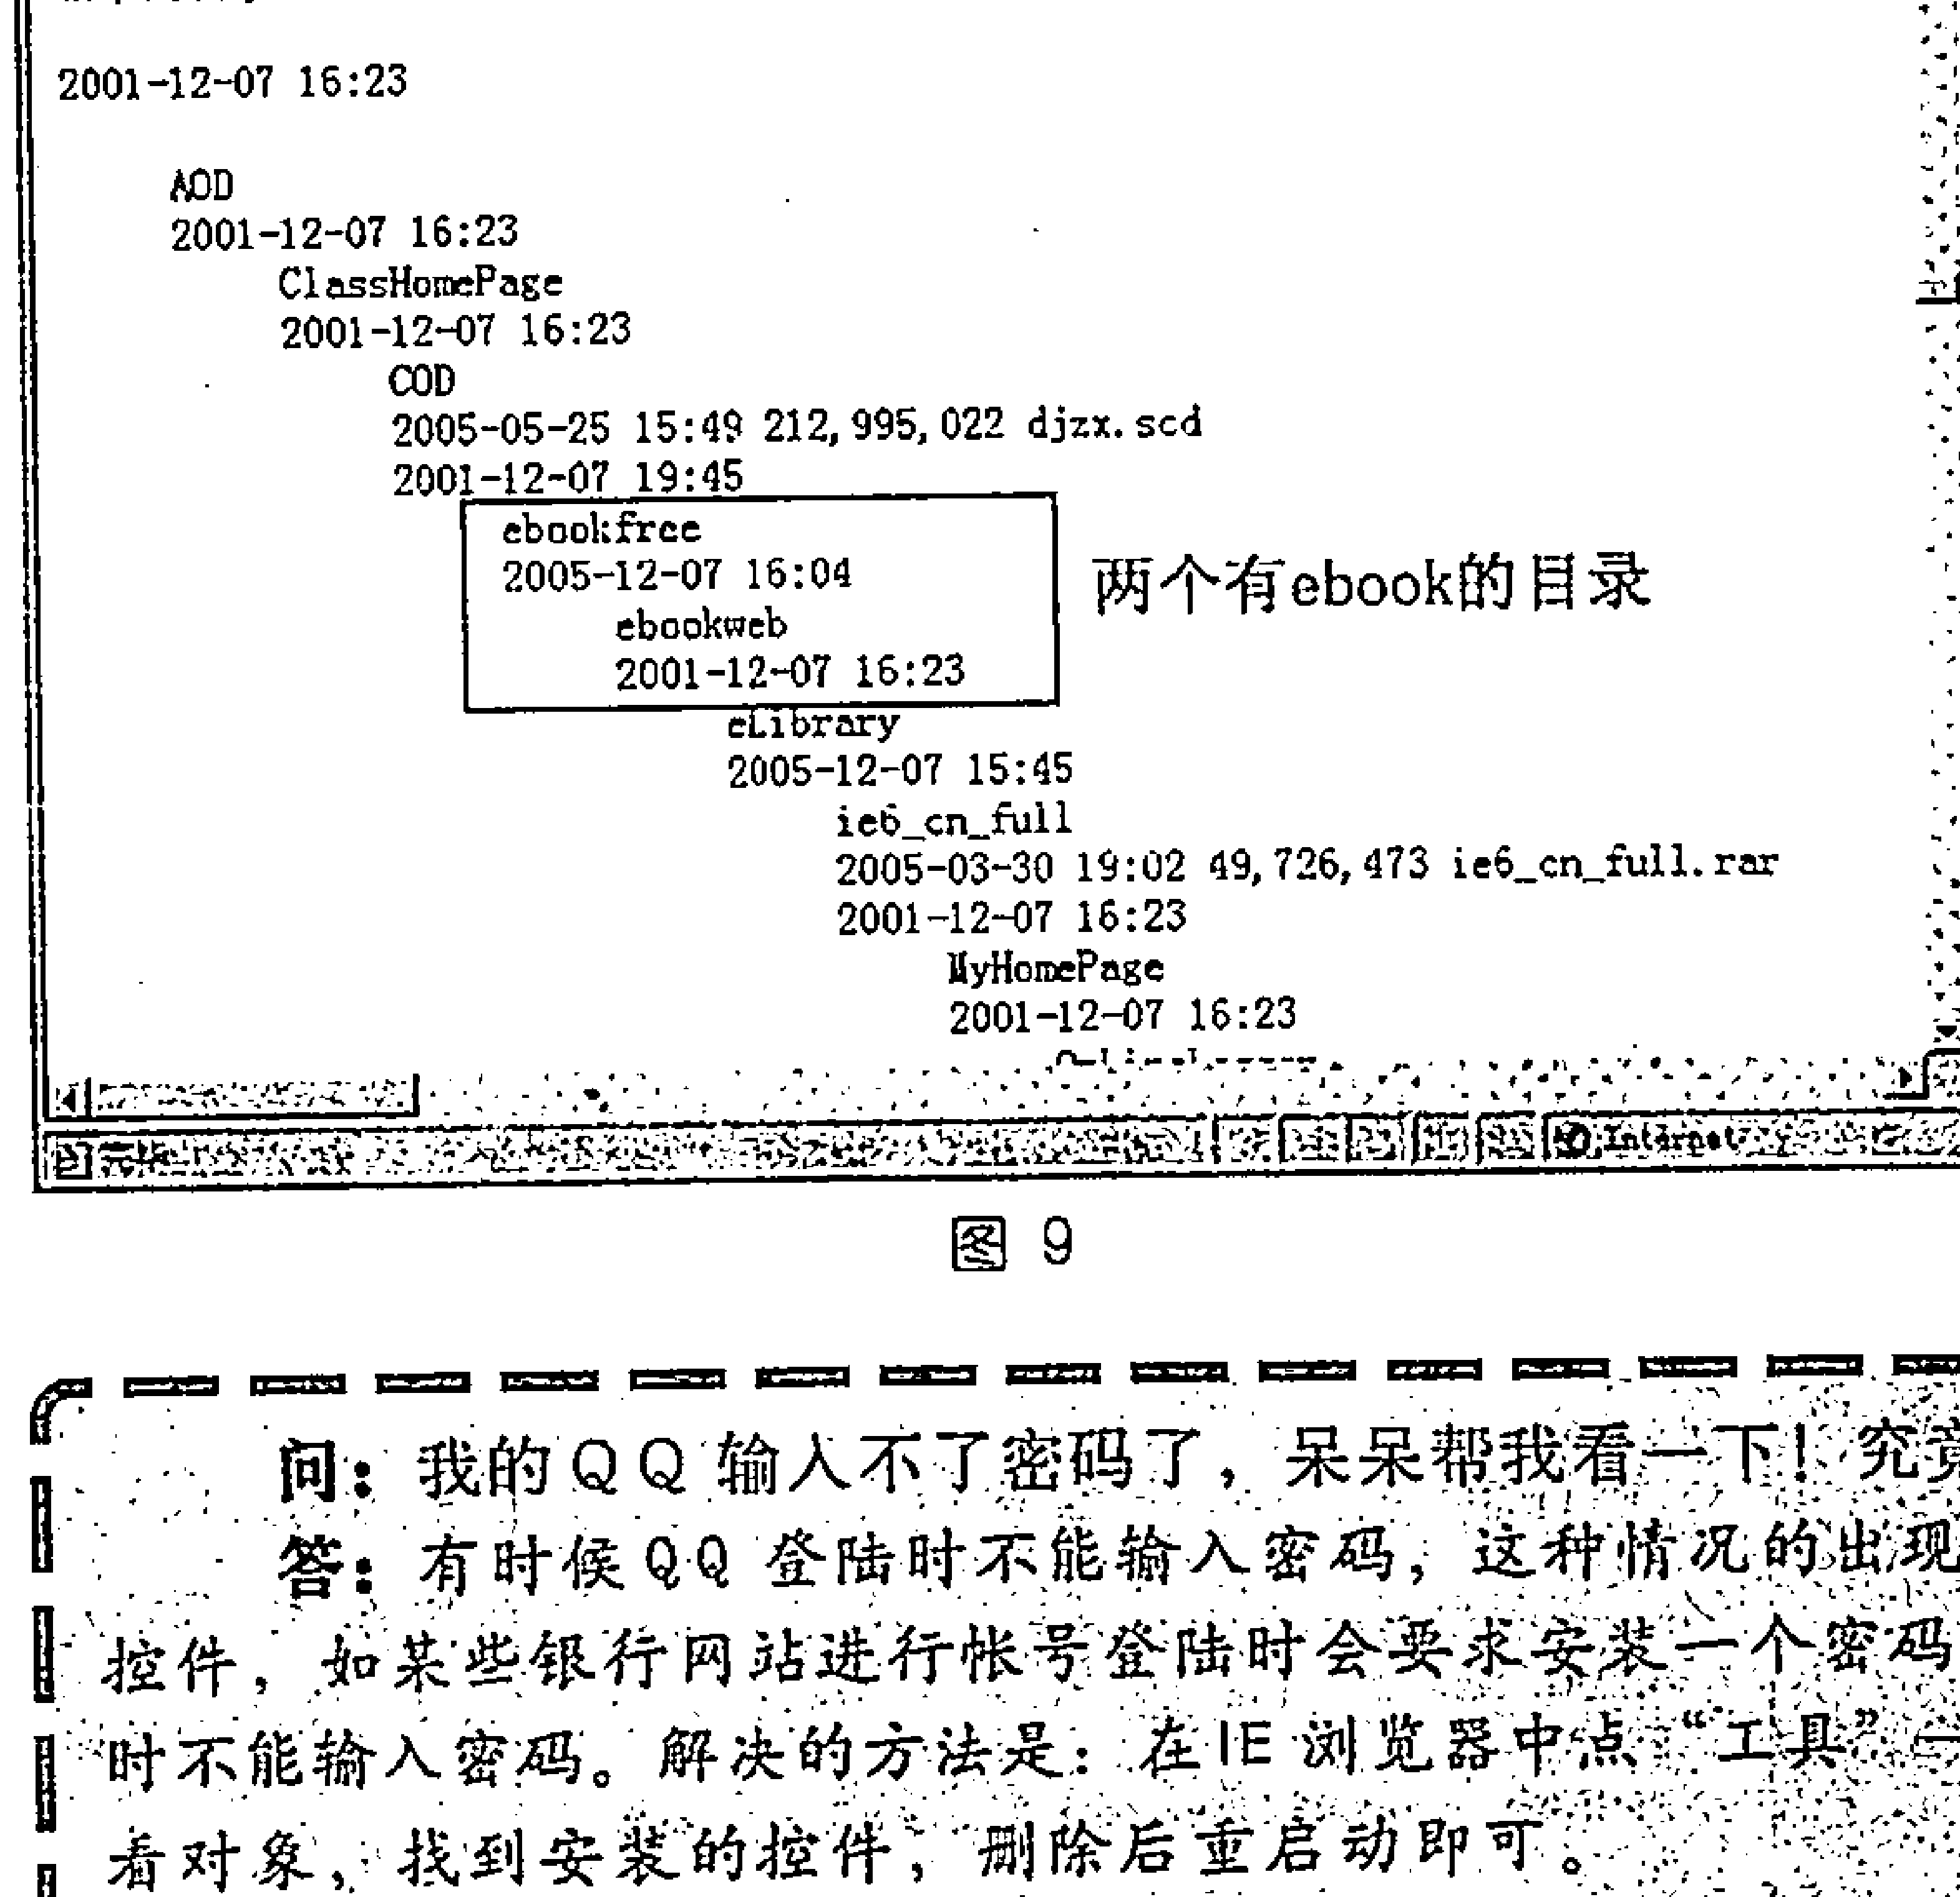 2001-12-07 16:23
AOD
2001-12-07 16:23
ClassHomePage
2001-12-07 16:23
COD
2005-05-25 15:49 212,995,022 djzx.scd
2001-12-07 19:45
ebookfree
2005-12-07 16:04
两个有ebook的目录
ebookweb
2001-12-07 16:23
eLibrary
2005-12-07 15:45
ie6_cn_full
2005-03-30 19:02 49,726,473 ie6_cn_full.rar
2001-12-07 16:23
MyHomePage
2001-12-07 16:23
Internet
图 9
问：我的QQ输入不了密码了，呆呆帮我看一下！究竟
答：有时候QQ登陆时不能输入密码，这种情况的出现
控件，如某些银行网站进行帐号登陆时会要求安装一个密码
时不能输入密码。解决的方法是：在IE浏览器中点“工具”—
看对象，找到安装的控件，删除后重启动即可。